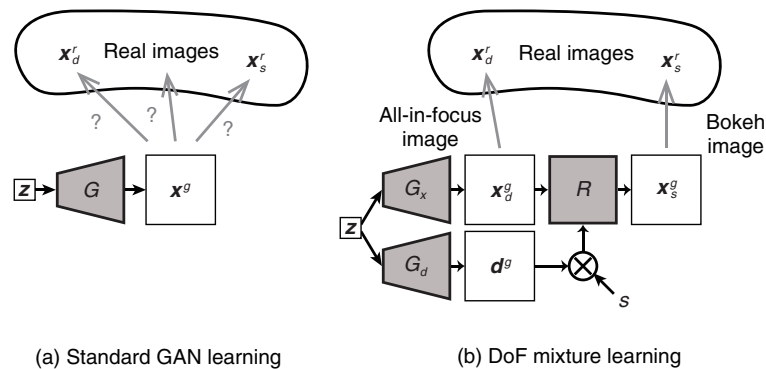 x_d^r Real images x_s^r
? ? ?
z G x^g
(a) Standard GAN learning
x_d^r Real images x_s^r
All-in-focus
image
Bokeh
image
G_x x_d^g R x_s^g
z
G_d d^g ⊗
s
(b) DoF mixture learning